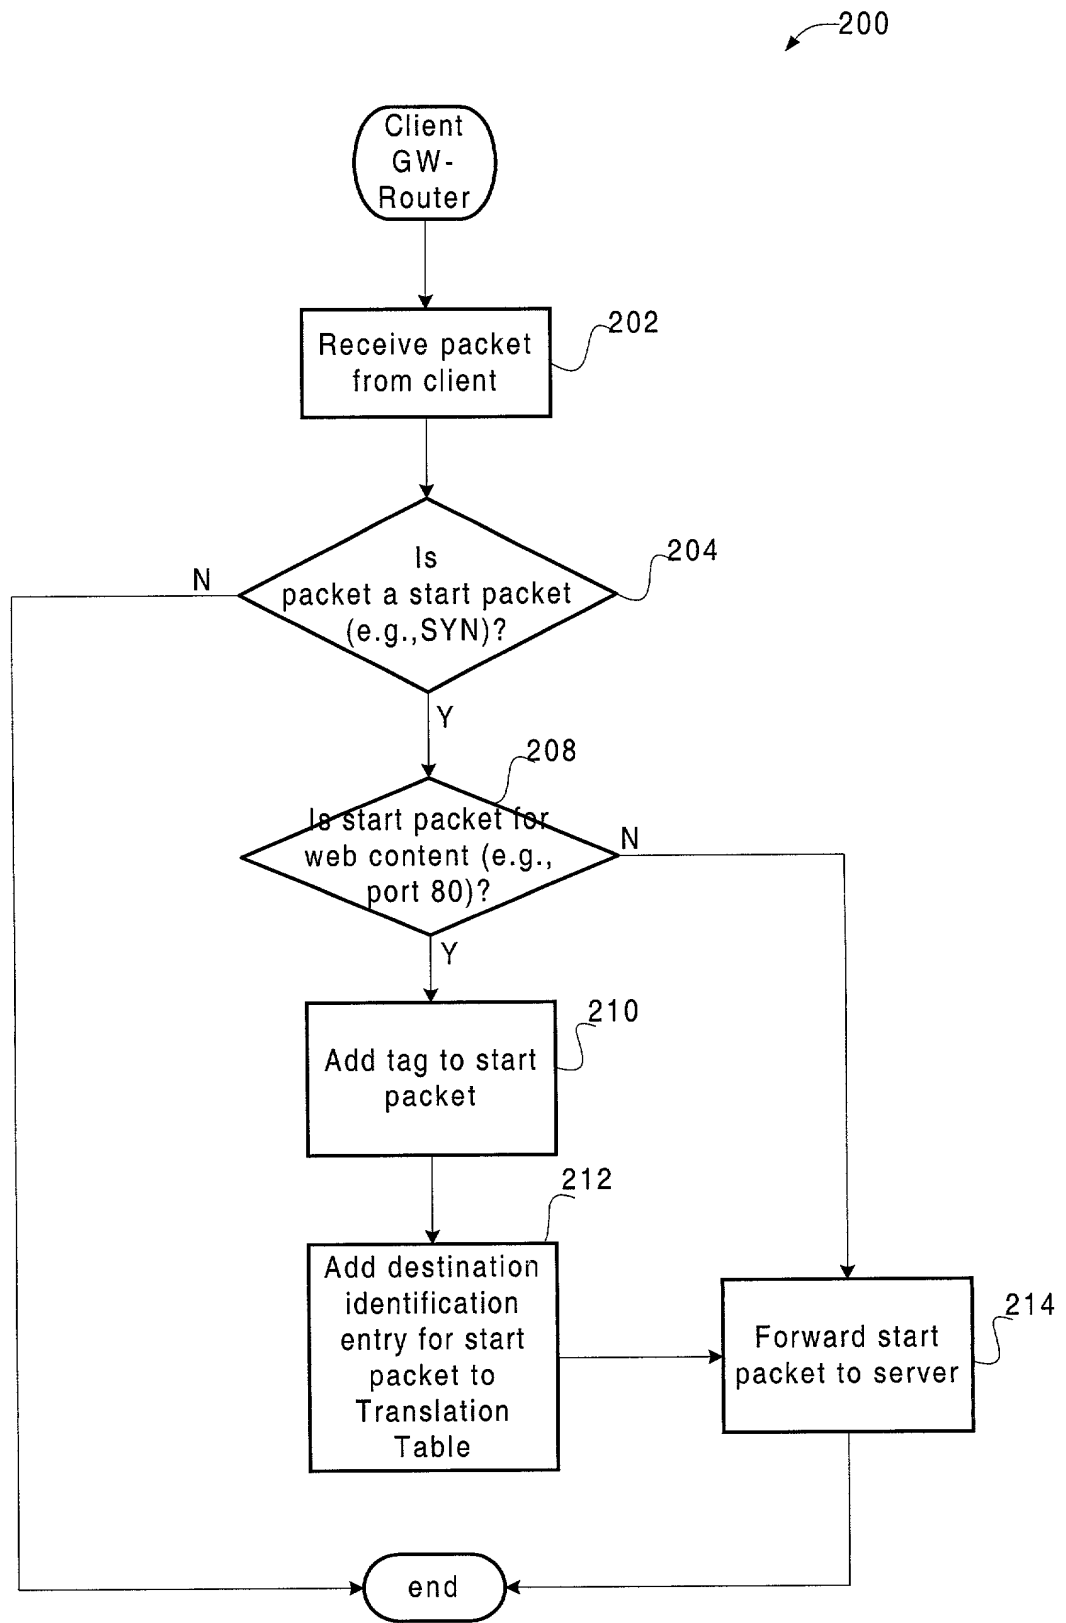 200
Client
GW-
Router
Receive packet
from client
202
Is
packet a start packet
(e.g.,SYN)?
204
N
Y
208
Is start packet for
web content (e.g.,
port 80)?
N
Y
Add tag to start
packet
210
212
Add destination
identification
entry for start
packet to
Translation
Table
Forward start
packet to server
214
end